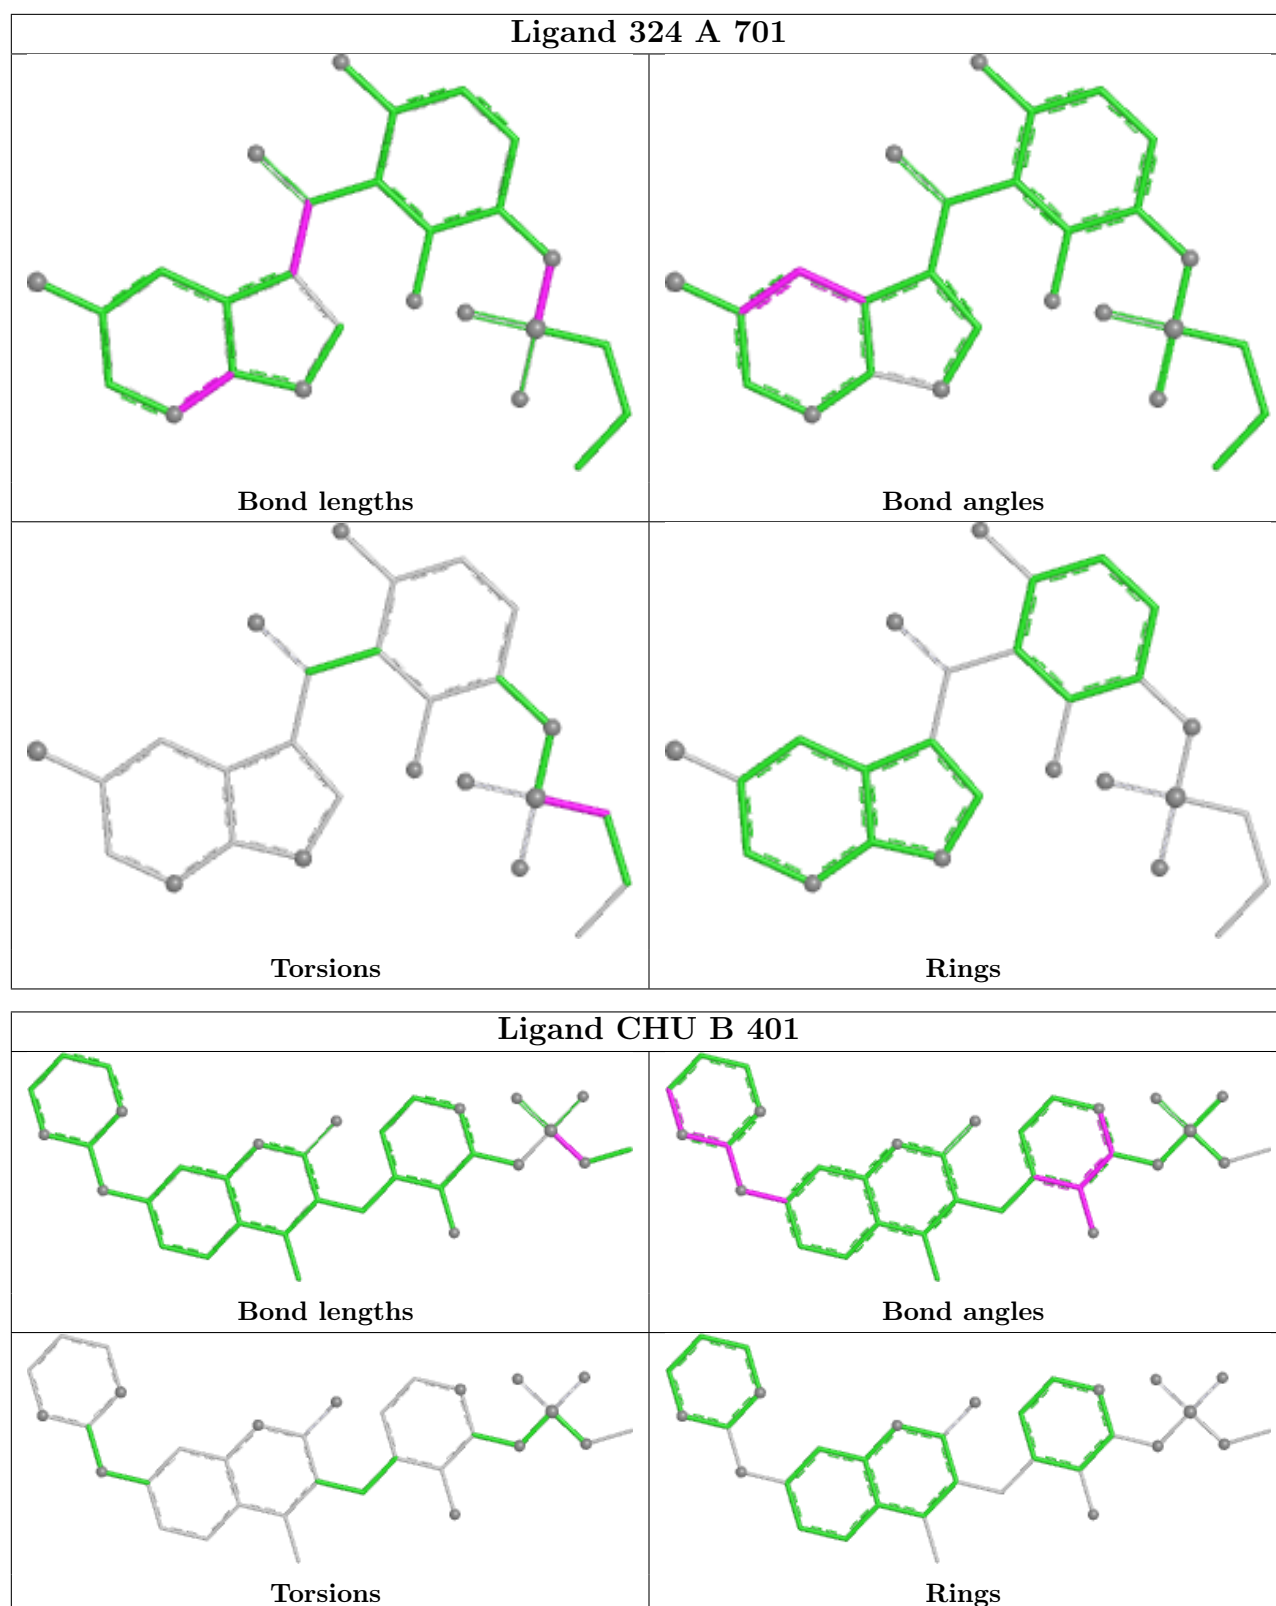 Ligand 324 A 701
Bond lengths
Bond angles
Torsions
Rings
Ligand CHU B 401
Bond lengths
Bond angles
Torsions
Rings